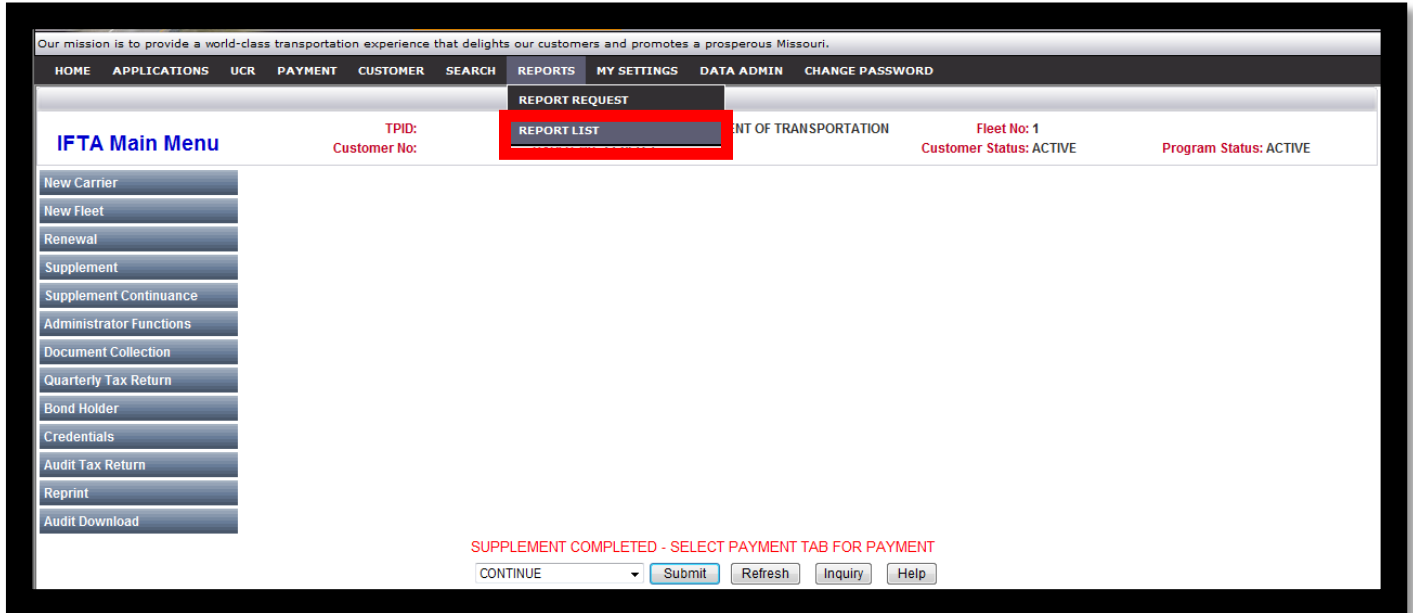 Our mission is to provide a world-class transportation experience that delights our customers and promotes a prosperous Missouri.
HOME APPLICATIONS UCR PAYMENT CUSTOMER SEARCH REPORTS MY SETTINGS DATA ADMIN CHANGE PASSWORD
REPORT REQUEST
REPORT LIST
IFTA Main Menu
TPID: OF TRANSPORTATION Fleet No: 1
Customer No: Customer Status: ACTIVE Program Status: ACTIVE
New Carrier
New Fleet
Renewal
Supplement
Supplement Continuance
Administrator Functions
Document Collection
Quarterly Tax Return
Bond Holder
Credentials
Audit Tax Return
Reprint
Audit Download
SUPPLEMENT COMPLETED - SELECT PAYMENT TAB FOR PAYMENT
CONTINUE Submit Refresh Inquiry Help